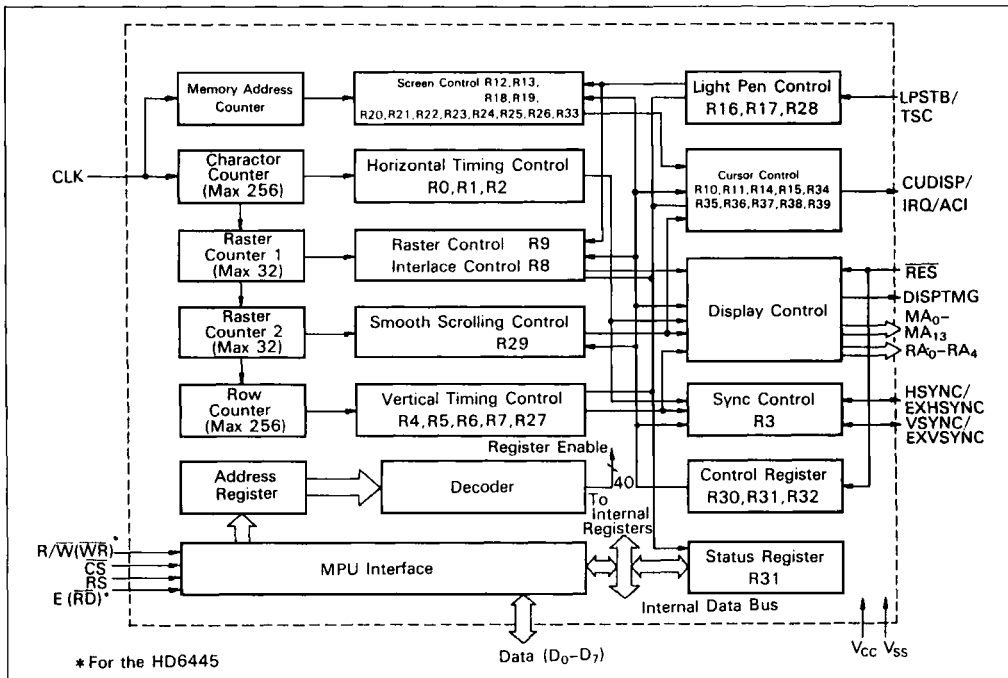 Memory Address
Counter
Screen Control R12,R13,
R18,R19,
R20,R21,R22,R23,R24,R25,R26,R33
Light Pen Control
R16,R17,R28
LPSTB/
TSC
CLK
Charactor
Counter
(Max 256)
Horizontal Timing Control
R0,R1,R2
Cursor Control
R10,R11,R14,R15,R34
R35,R36,R37,R38,R39
CUDISP/
IRQ/ACI
Raster
Counter 1
(Max 32)
Raster Control R9
Interlace Control R8
Display Control
RES
DISPTMG
MA0–
MA13
RA0–RA4
Raster
Counter 2
(Max 32)
Smooth Scrolling Control
R29
Row
Counter
(Max 256)
Vertical Timing Control
R4,R5,R6,R7,R27
Sync Control
R3
HSYNC/
EXHSYNC
VSYNC/
EXVSYNC
Register Enable
Address
Register
Decoder
40
To
Internal
Registers
Control Register
R30,R31,R32
R/W(WR)*
CS
RS
E (RD)*
MPU Interface
Status Register
R31
Internal Data Bus
Data (D0–D7)
VCC VSS
* For the HD6445